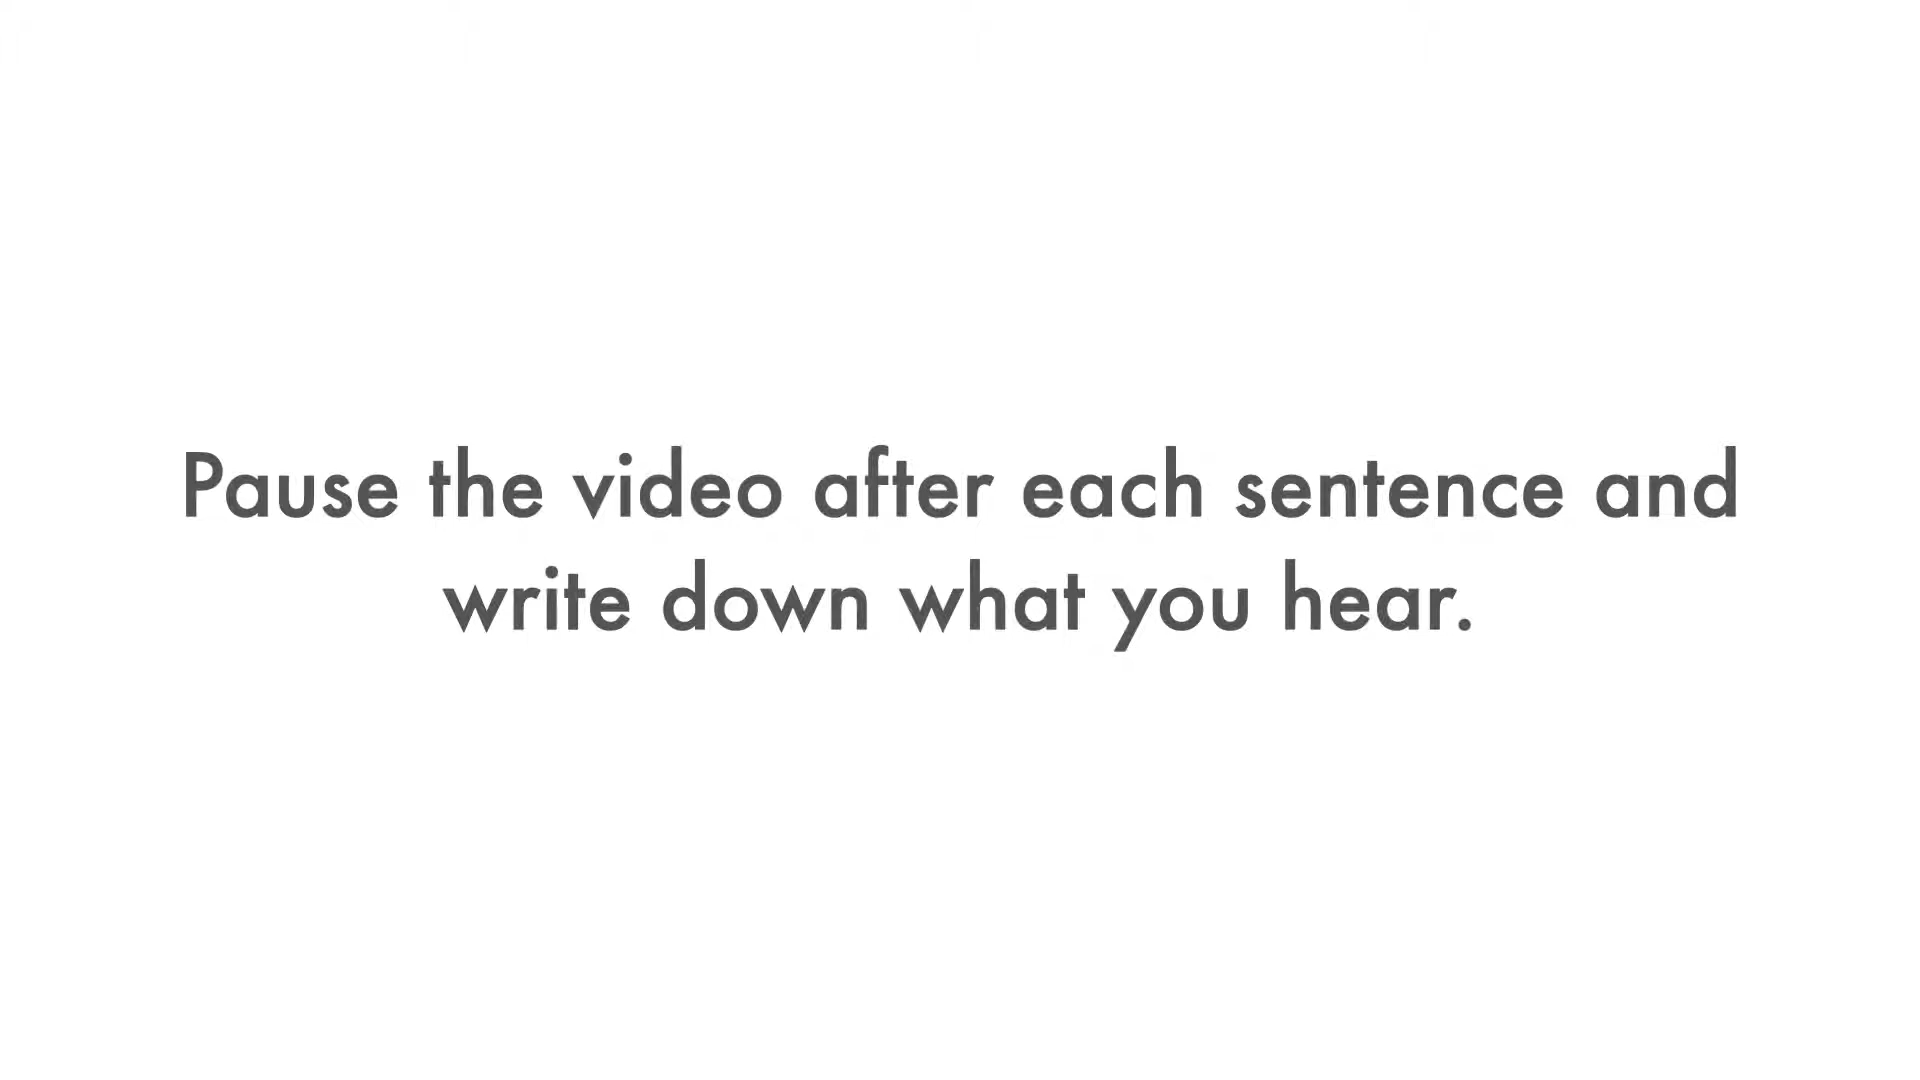 Pause the video after each sentence and
write down what you hear.